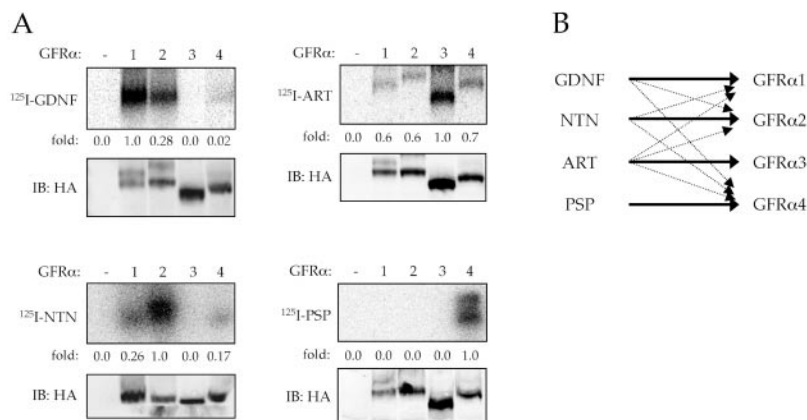 A
GFRα: - 1 2 3 4
¹²⁵I-GDNF
fold: 0.0 1.0 0.28 0.0 0.02
IB: HA
GFRα: - 1 2 3 4
¹²⁵I-ART
fold: 0.0 0.6 0.6 1.0 0.7
IB: HA
GFRα: - 1 2 3 4
¹²⁵I-NTN
fold: 0.0 0.26 1.0 0.0 0.17
IB: HA
GFRα: - 1 2 3 4
¹²⁵I-PSP
fold: 0.0 0.0 0.0 0.0 1.0
IB: HA
B
GDNF GFRα1
NTN GFRα2
ART GFRα3
PSP GFRα4